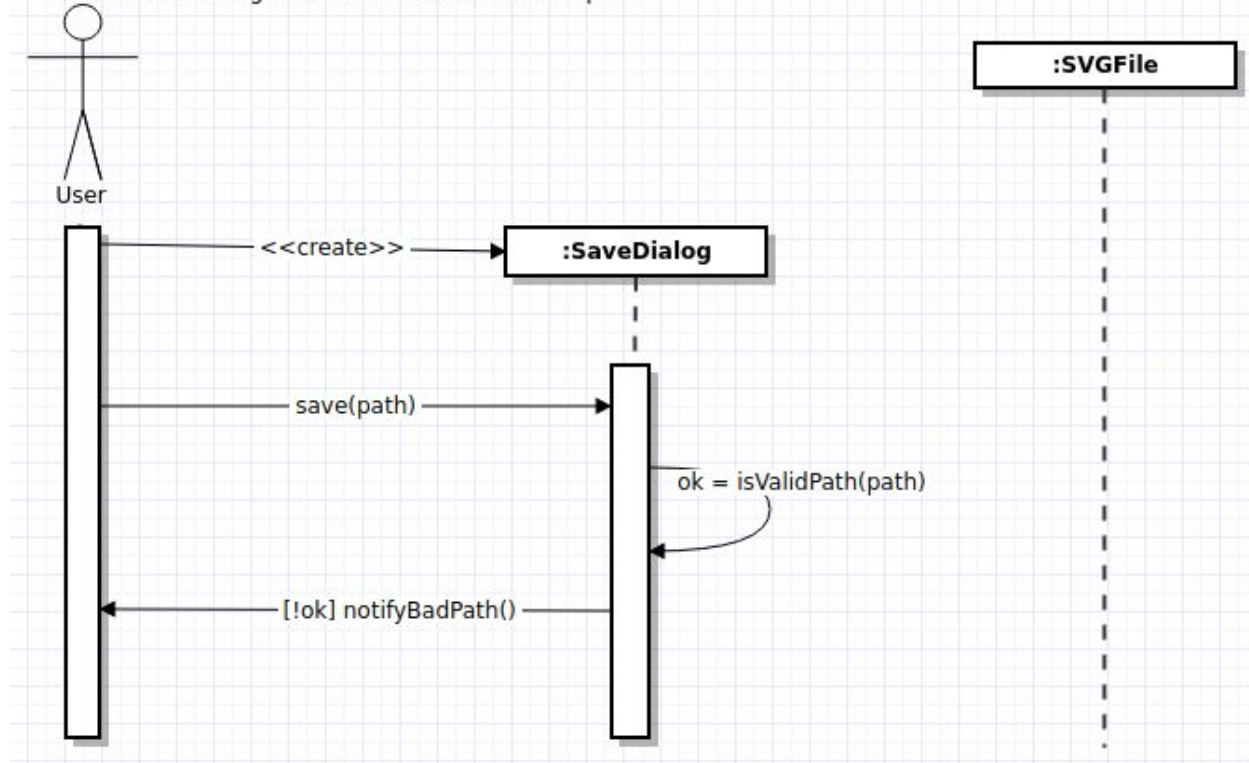 :SVGFile
User
<<create>>
:SaveDialog
save(path)
ok = isValidPath(path)
[!ok] notifyBadPath()